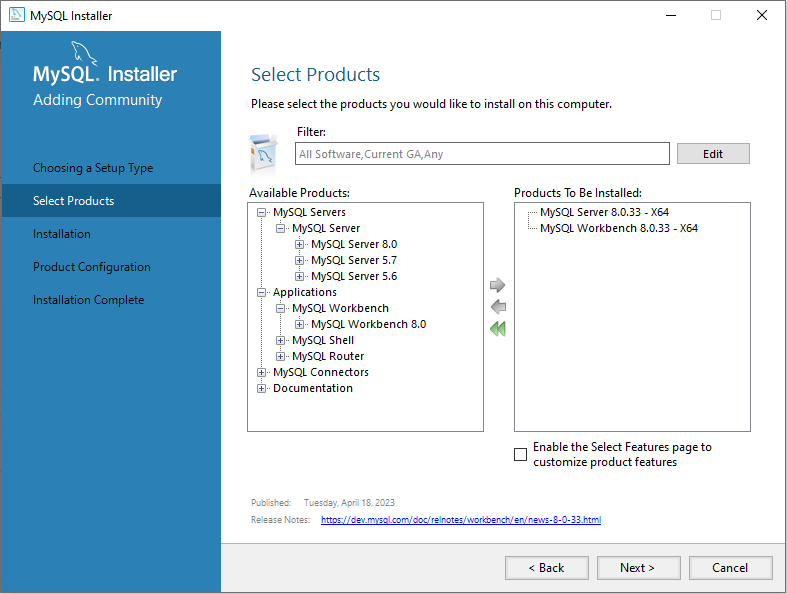 MySQL Installer
MySQL. Installer
Adding Community
Choosing a Setup Type
Select Products
Installation
Product Configuration
Installation Complete
Select Products
Please select the products you would like to install on this computer.
Filter:
All Software,Current GA,Any
Edit
Available Products:
MySQL Servers
MySQL Server
MySQL Server 8.0
MySQL Server 5.7
MySQL Server 5.6
Applications
MySQL Workbench
MySQL Workbench 8.0
MySQL Shell
MySQL Router
MySQL Connectors
Documentation
Products To Be Installed:
MySQL Server 8.0.33 - X64
MySQL Workbench 8.0.33 - X64
Enable the Select Features page to
customize product features
Published: Tuesday, April 18, 2023
Release Notes: https://dev.mysql.com/doc/relnotes/workbench/en/news-8-0-33.html
< Back
Next >
Cancel